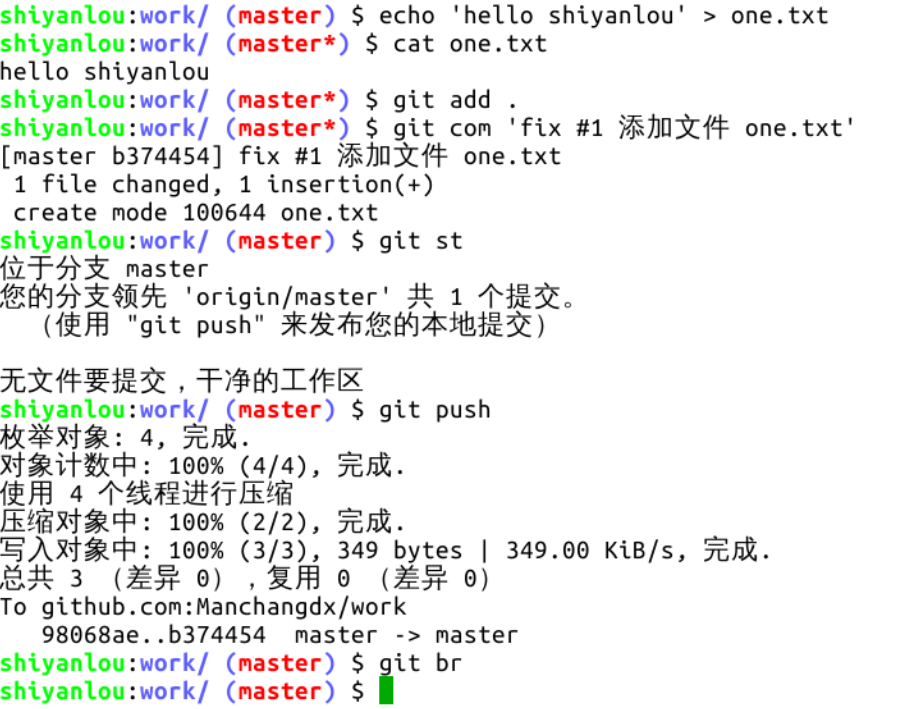 shiyanlou:work/ (master) $ echo 'hello shiyanlou' > one.txt
shiyanlou:work/ (master*) $ cat one.txt
hello shiyanlou
shiyanlou:work/ (master*) $ git add .
shiyanlou:work/ (master*) $ git com 'fix #1 添加文件 one.txt'
[master b374454] fix #1 添加文件 one.txt
 1 file changed, 1 insertion(+)
 create mode 100644 one.txt
shiyanlou:work/ (master) $ git st
位于分支 master
您的分支领先 'origin/master' 共 1 个提交。
  （使用 "git push" 来发布您的本地提交）
无文件要提交，干净的工作区
shiyanlou:work/ (master) $ git push
枚举对象: 4, 完成.
对象计数中: 100% (4/4), 完成.
使用 4 个线程进行压缩
压缩对象中: 100% (2/2), 完成.
写入对象中: 100% (3/3), 349 bytes | 349.00 KiB/s, 完成.
总共 3 （差异 0），复用 0 （差异 0）
To github.com:Manchangdx/work
   98068ae..b374454  master -> master
shiyanlou:work/ (master) $ git br
shiyanlou:work/ (master) $